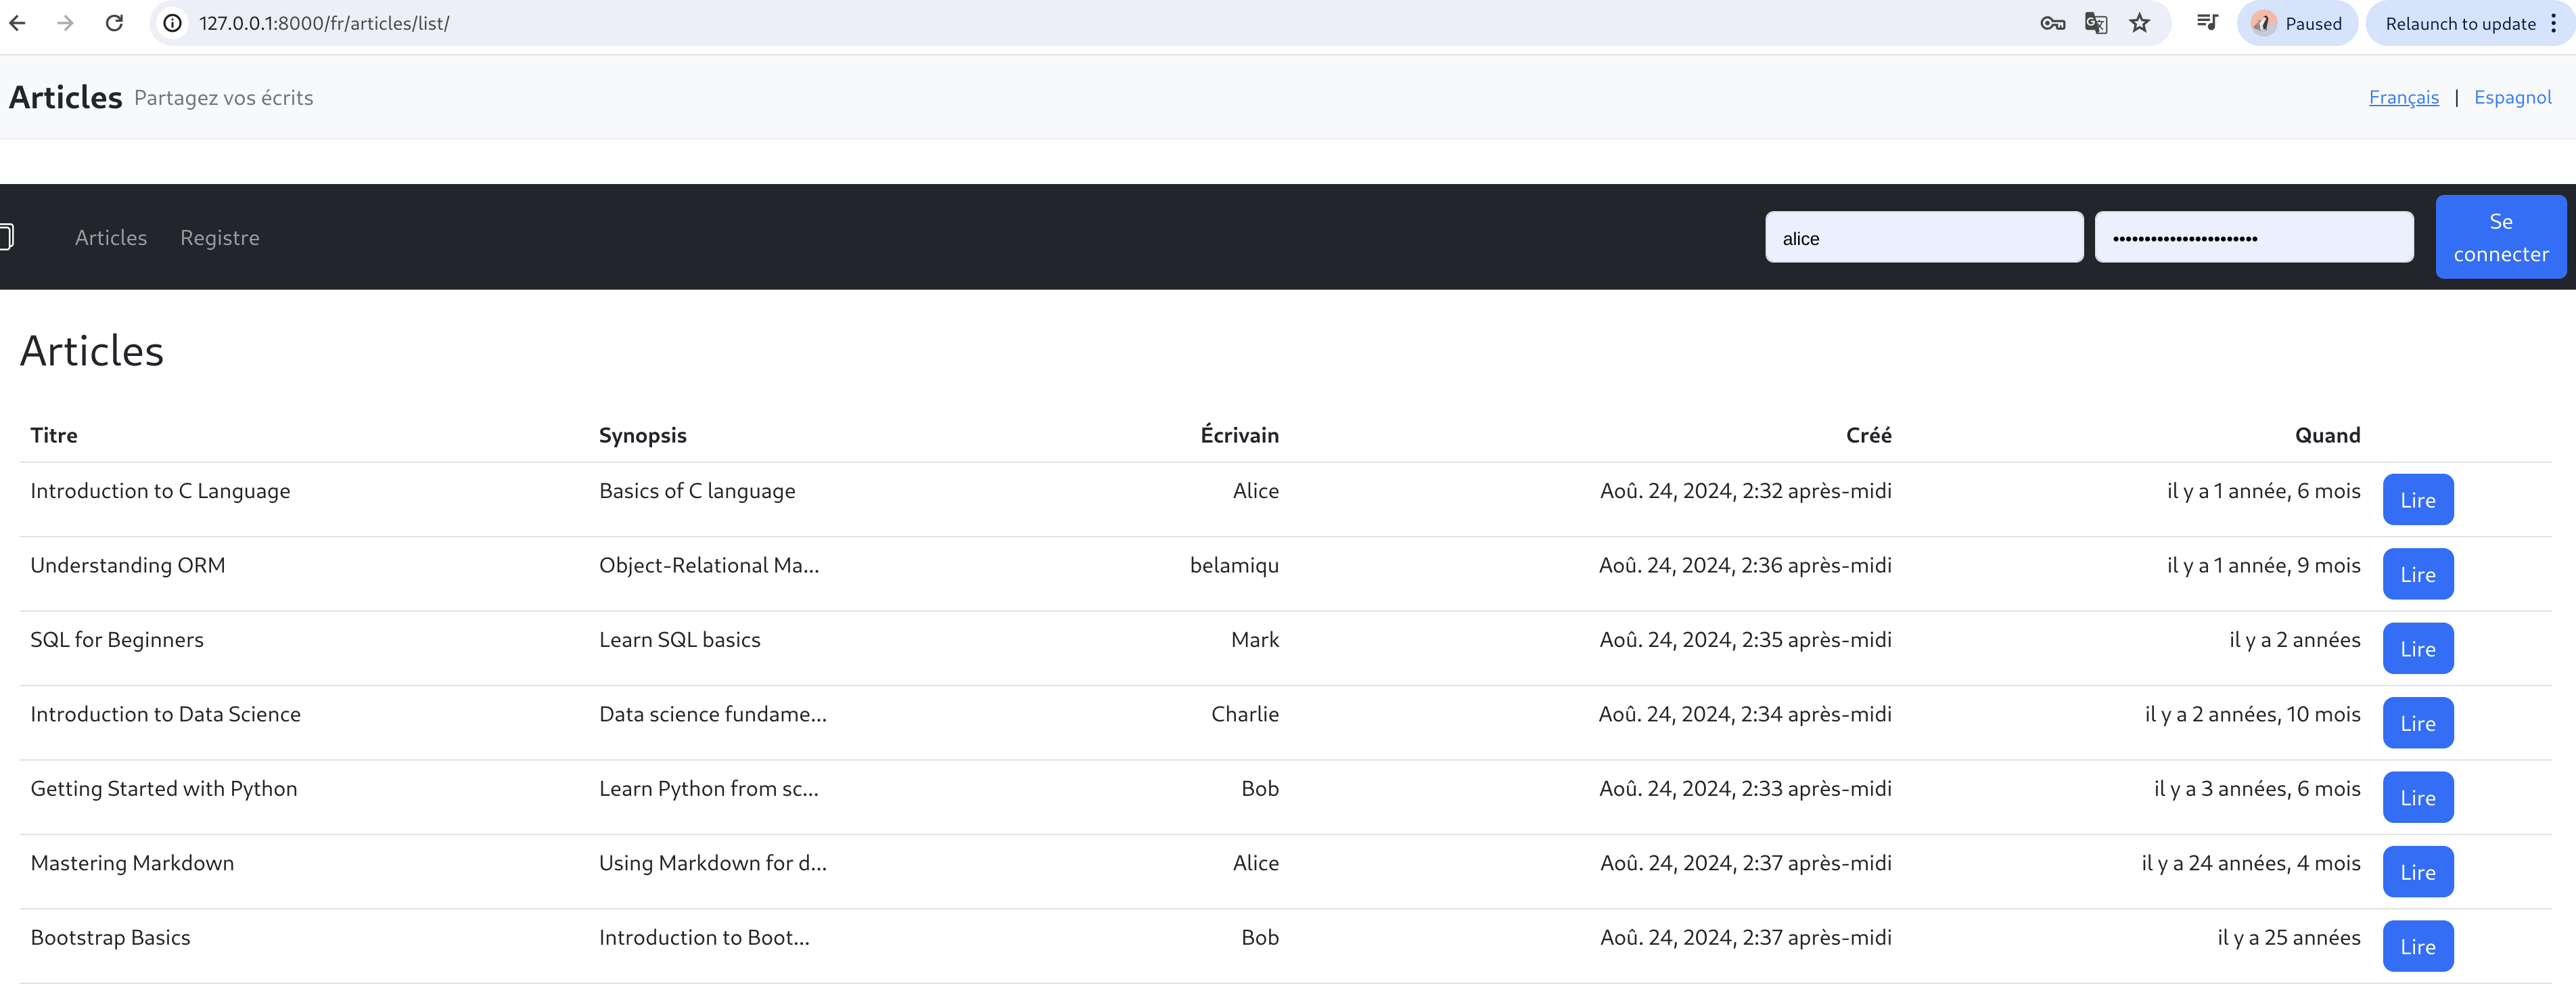 127.0.0.1:8000/fr/articles/list/ Paused Relaunch to update
Articles Partagez vos écrits Français | Espagnol
Articles Registre alice •••••••••••••••••••••••• Se connecter
Articles
Titre Synopsis Écrivain Créé Quand
Introduction to C Language Basics of C language Alice Aoû. 24, 2024, 2:32 après-midi il y a 1 année, 6 mois Lire
Understanding ORM Object-Relational Ma... belamiqu Aoû. 24, 2024, 2:36 après-midi il y a 1 année, 9 mois Lire
SQL for Beginners Learn SQL basics Mark Aoû. 24, 2024, 2:35 après-midi il y a 2 années Lire
Introduction to Data Science Data science fundame... Charlie Aoû. 24, 2024, 2:34 après-midi il y a 2 années, 10 mois Lire
Getting Started with Python Learn Python from sc... Bob Aoû. 24, 2024, 2:33 après-midi il y a 3 années, 6 mois Lire
Mastering Markdown Using Markdown for d... Alice Aoû. 24, 2024, 2:37 après-midi il y a 24 années, 4 mois Lire
Bootstrap Basics Introduction to Boot... Bob Aoû. 24, 2024, 2:37 après-midi il y a 25 années Lire